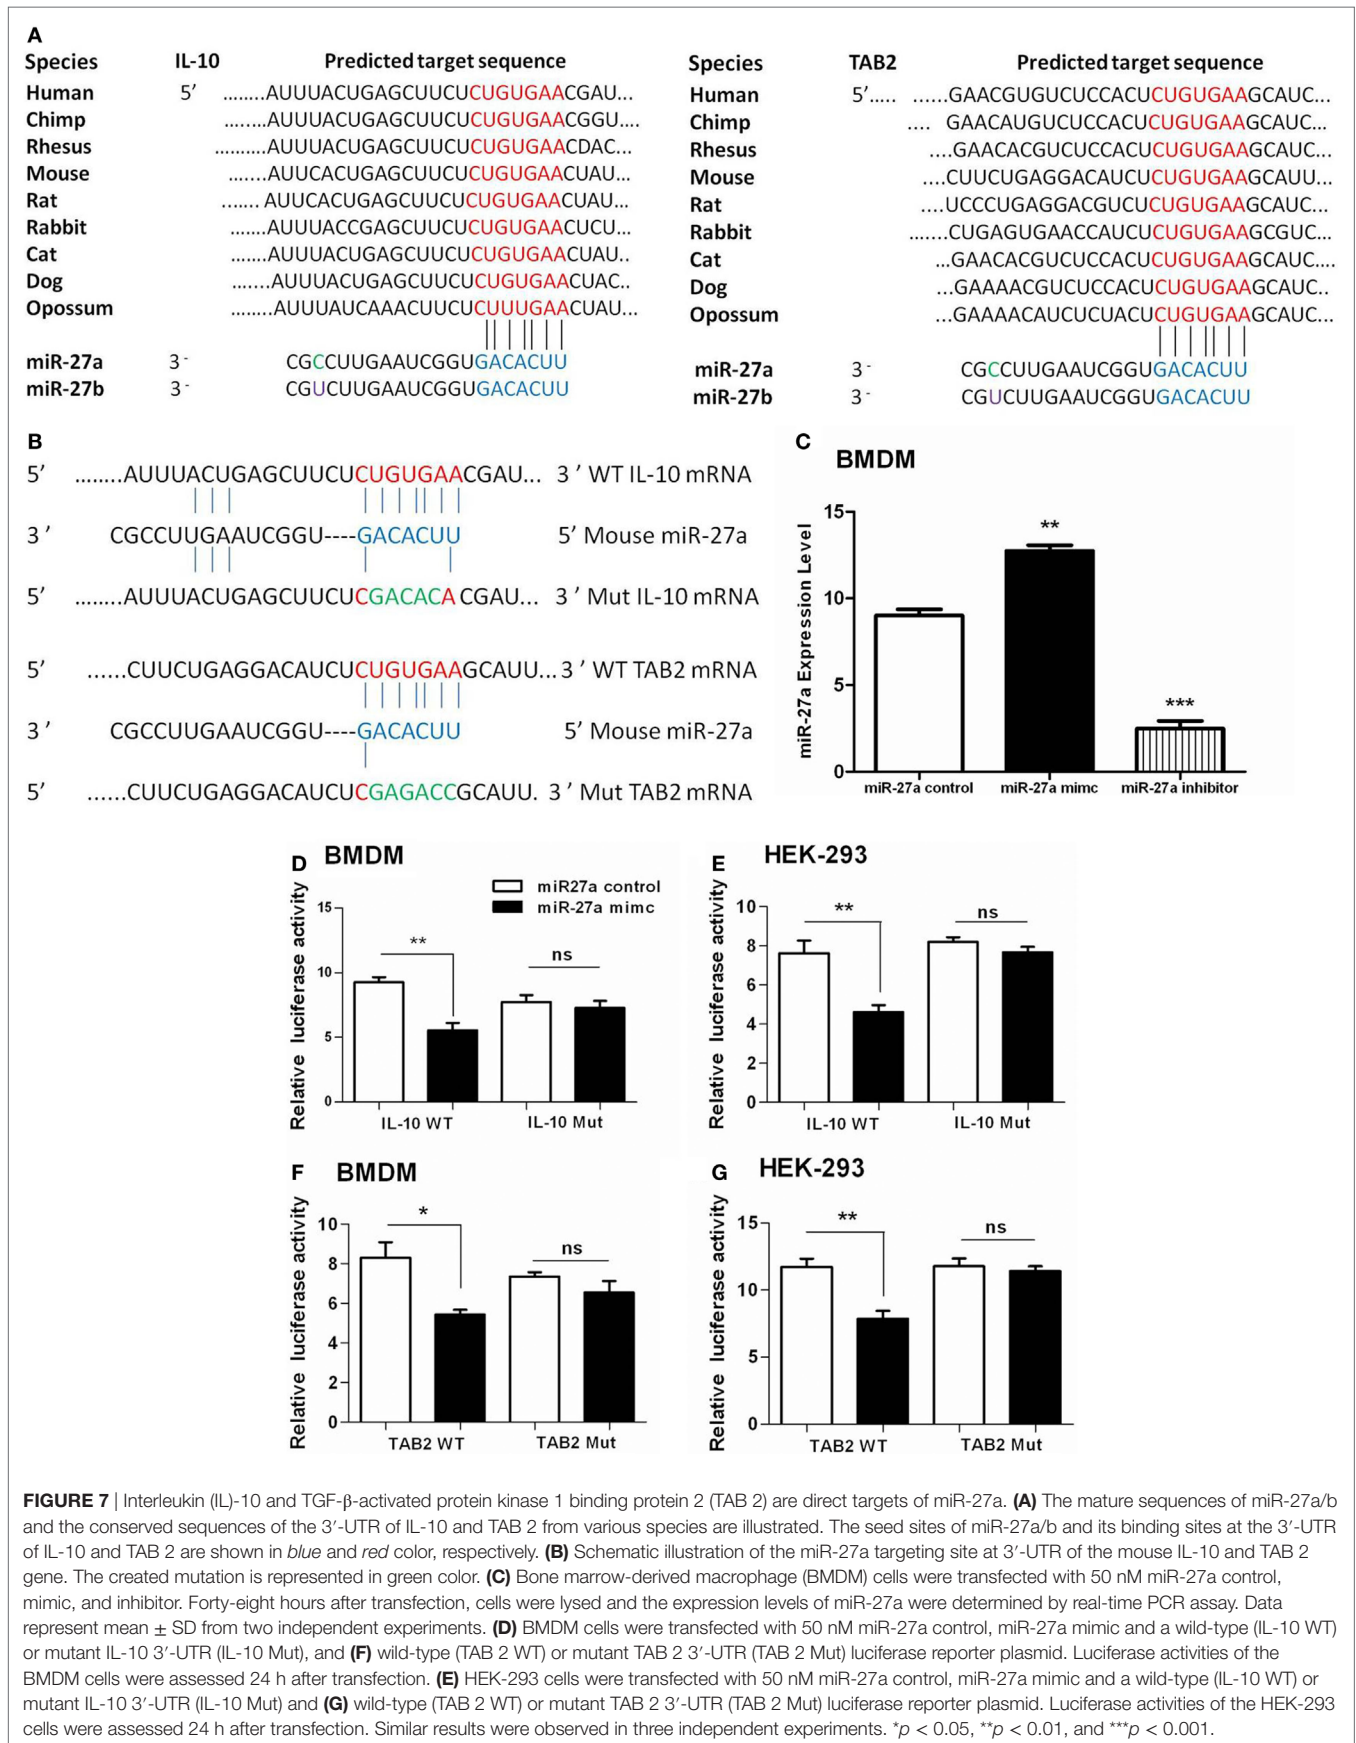 A
Species IL-10 Predicted target sequence
Human 5’ ........AUUUACUGAGCUUCUCUGUGAACGAU...
Chimp ........AUUUACUGAGCUUCUCUGUGAACGGU....
Rhesus ..........AUUUACUGAGCUUCUCUGUGAACDAC...
Mouse .......AUUCACUGAGCUUCUCUGUGAACUAU...
Rat ....... AUUCACUGAGCUUCUCUGUGAACUAU...
Rabbit .......AUUUACCGAGCUUCUCUGUGAACUCU...
Cat .......AUUUACUGAGCUUCUCUGUGAACUAU..
Dog .......AUUUACUGAGCUUCUCUGUGAACUAC..
Opossum ........AUUUAUCAAACUUCUCUUUGAACUAU...
miR-27a 3- CGCCUUGAAUCGGUGACACUU
miR-27b 3- CGUCUUGAAUCGGUGACACUU
Species TAB2 Predicted target sequence
Human 5’..... ......GAACGUGUCUCCACUCUGUGAAGCAUC...
Chimp .... GAACAUGUCUCCACUCUGUGAAGCAUC...
Rhesus ....GAACACGUCUCCACUCUGUGAAGCAUC...
Mouse ....CUUCUGAGGACAUCUCUGUGAAGCAUU...
Rat ....UCCCUGAGGACGUCUCUGUGAAGCAUC...
Rabbit .......CUGAGUGAACCAUCUCUGUGAAGCGUC...
Cat ...GAACACGUCUCCACUCUGUGAAGCAUC....
Dog ...GAAAACGUCUCCACUCUGUGAAGCAUC..
Opossum ...GAAAACAUCUCUACUCUGUGAAGCAUC...
miR-27a 3- CGCCUUGAAUCGGUGACACUU
miR-27b 3- CGUCUUGAAUCGGUGACACUU
B
5’ ........AUUUACUGAGCUUCUCUGUGAACGAU... 3 ’ WT IL-10 mRNA
3 ’ CGCCUUGAAUCGGU----GACACUU 5’ Mouse miR-27a
5’ ........AUUUACUGAGCUUCUCGACACA CGAU... 3 ’ Mut IL-10 mRNA
5’ ......CUUCUGAGGACAUCUCUGUGAAGCAUU...3 ’ WT TAB2 mRNA
3 ’ CGCCUUGAAUCGGU----GACACUU 5’ Mouse miR-27a
5’ ......CUUCUGAGGACAUCUCGAGACCGCAUU. 3 ’ Mut TAB2 mRNA
C
BMDM
miR-27a Expression Level
15
10
5
0
**
***
miR-27a control miR-27a mimc miR-27a inhibitor
D BMDM
miR27a control
miR-27a mimc
Relative luciferase activity
15
10
5
0
**
ns
IL-10 WT IL-10 Mut
E HEK-293
Relative luciferase activity
10
8
6
4
2
0
**
ns
IL-10 WT IL-10 Mut
F BMDM
Relative luciferase activity
10
8
6
4
2
0
*
ns
TAB2 WT TAB2 Mut
G HEK-293
Relative luciferase activity
15
10
5
0
**
ns
TAB2 WT TAB2 Mut
FIGURE 7 | Interleukin (IL)-10 and TGF-β-activated protein kinase 1 binding protein 2 (TAB 2) are direct targets of miR-27a. (A) The mature sequences of miR-27a/b
and the conserved sequences of the 3′-UTR of IL-10 and TAB 2 from various species are illustrated. The seed sites of miR-27a/b and its binding sites at the 3′-UTR
of IL-10 and TAB 2 are shown in blue and red color, respectively. (B) Schematic illustration of the miR-27a targeting site at 3′-UTR of the mouse IL-10 and TAB 2
gene. The created mutation is represented in green color. (C) Bone marrow-derived macrophage (BMDM) cells were transfected with 50 nM miR-27a control,
mimic, and inhibitor. Forty-eight hours after transfection, cells were lysed and the expression levels of miR-27a were determined by real-time PCR assay. Data
represent mean ± SD from two independent experiments. (D) BMDM cells were transfected with 50 nM miR-27a control, miR-27a mimic and a wild-type (IL-10 WT)
or mutant IL-10 3′-UTR (IL-10 Mut), and (F) wild-type (TAB 2 WT) or mutant TAB 2 3′-UTR (TAB 2 Mut) luciferase reporter plasmid. Luciferase activities of the
BMDM cells were assessed 24 h after transfection. (E) HEK-293 cells were transfected with 50 nM miR-27a control, miR-27a mimic and a wild-type (IL-10 WT) or
mutant IL-10 3′-UTR (IL-10 Mut) and (G) wild-type (TAB 2 WT) or mutant TAB 2 3′-UTR (TAB 2 Mut) luciferase reporter plasmid. Luciferase activities of the HEK-293
cells were assessed 24 h after transfection. Similar results were observed in three independent experiments. *p < 0.05, **p < 0.01, and ***p < 0.001.